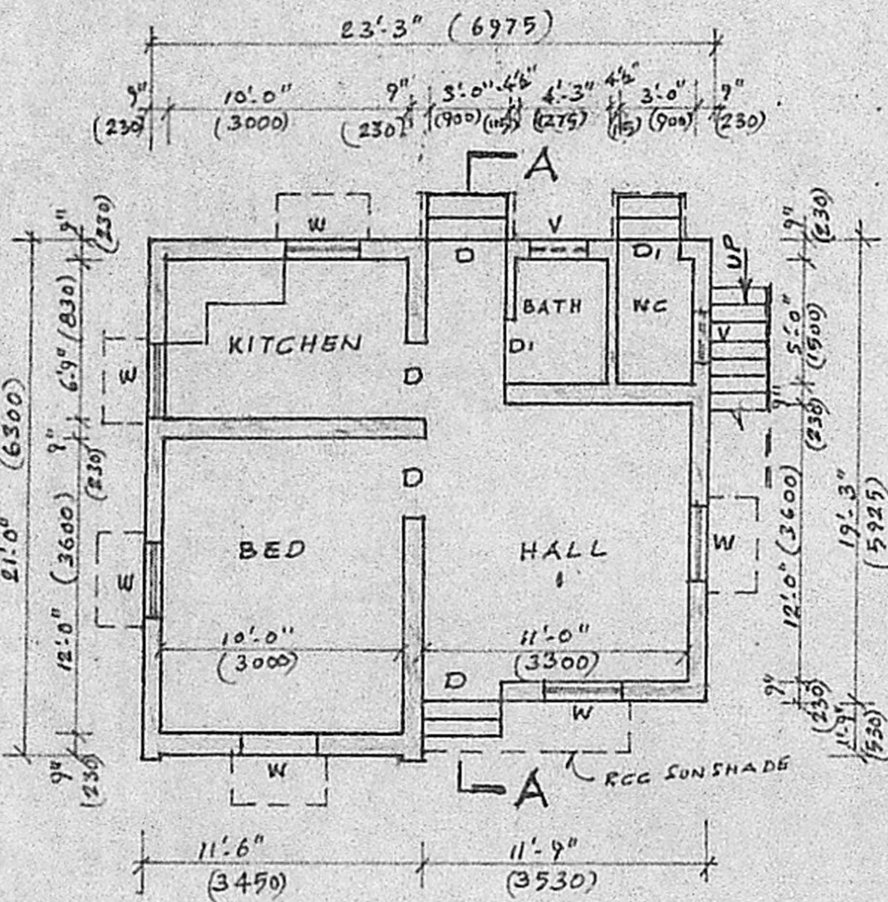 23'-3" (6975)
9"
(230)
10'-0"
(3000)
9"
(230)
3'-0"
(900)
4½"
(115)
4'-3"
(1275)
4½"
(115)
3'-0"
(900)
9"
(230)
A
W
D
V
D1
UP
9"
(230)
9"
(230)
KITCHEN
BATH
WC
V
D1
D
W
6'-9" (830)
5'-0"
(1500)
21'-0" (6300)
9"
(230)
9"
(230)
D
BED
HALL
W
W
12'-0" (3600)
12'-0" (3600)
19'-3"
(5925)
10'-0"
(3000)
11'-0"
(3300)
D
W
W
9"
(230)
9"
(230)
1'-9"
(530)
A
RCC SUNSHADE
11'-6"
(3450)
11'-9"
(3530)